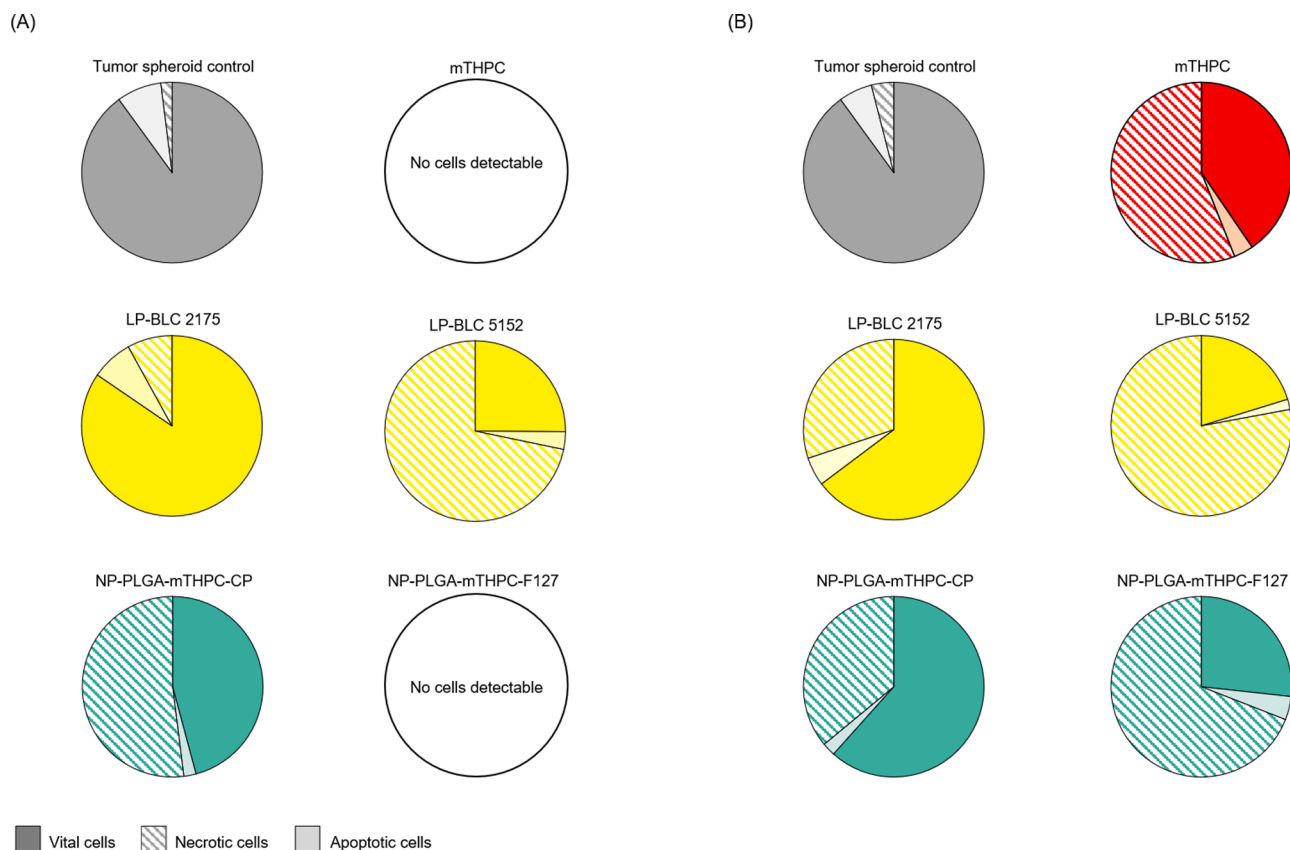 (A)
Tumor spheroid control
mTHPC
No cells detectable
LP-BLC 2175
LP-BLC 5152
NP-PLGA-mTHPC-CP
NP-PLGA-mTHPC-F127
No cells detectable
Vital cells
Necrotic cells
Apoptotic cells
(B)
Tumor spheroid control
mTHPC
LP-BLC 2175
LP-BLC 5152
NP-PLGA-mTHPC-CP
NP-PLGA-mTHPC-F127